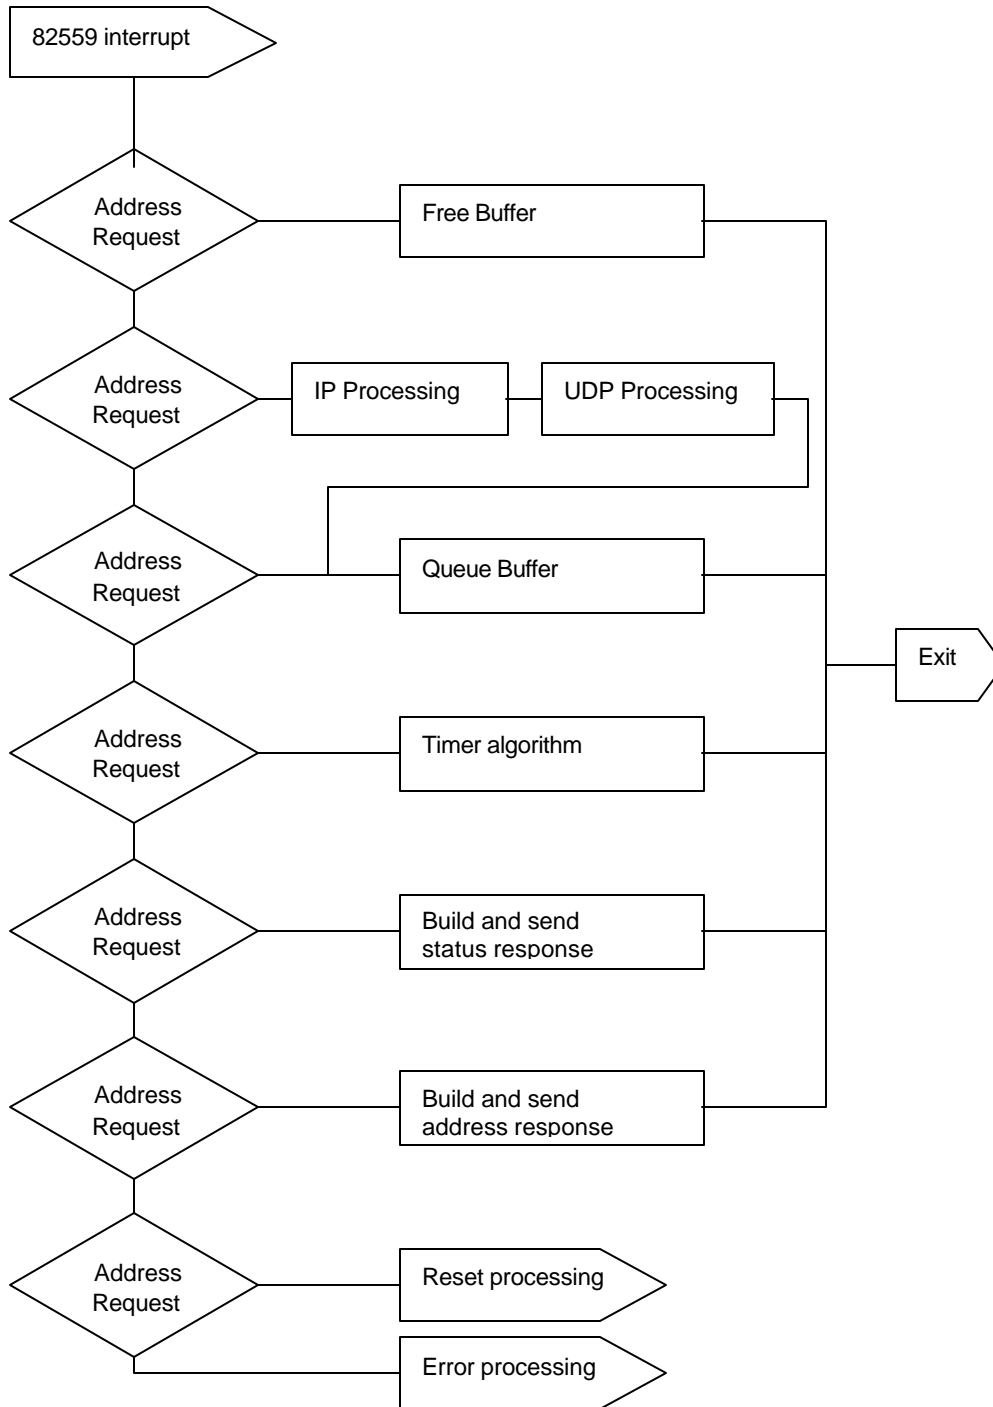 82559 interrupt
Address
Request
Free Buffer
Address
Request
IP Processing
UDP Processing
Address
Request
Queue Buffer
Exit
Address
Request
Timer algorithm
Address
Request
Build and send
status response
Address
Request
Build and send
address response
Address
Request
Reset processing
Error processing